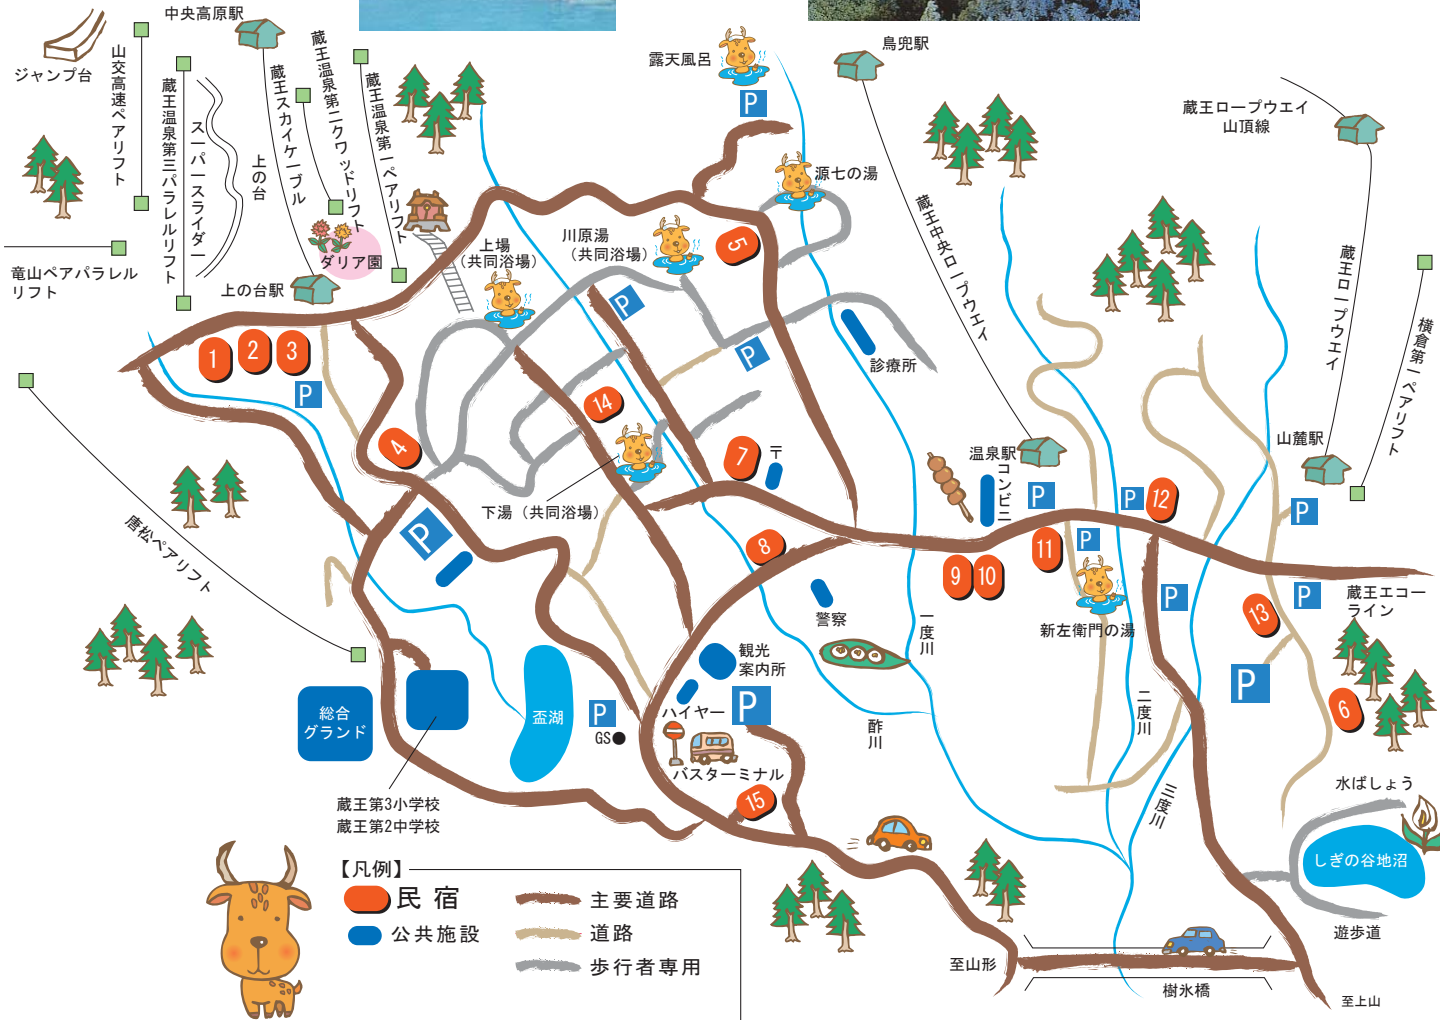 中央高原駅
ジャンプ台
山交高速ペアリフト
蔵王温泉第三パラレルリフト
スーパースライダー
上の台
蔵王スカイケーブル
蔵王温泉第二クワッドリフト
蔵王温泉第一ペアリフト
竜山ペアパラレル
リフト
ダリア園
上の台駅
上場
（共同浴場）
川原湯
（共同浴場）
露天風呂
P
源七の湯
鳥兜駅
蔵王中央ロープウェイ
蔵王ロープウエイ
山頂線
蔵王ロープウエイ
横倉第一ペアリフト
山麓駅
1
2
3
P
4
5
P
P
診療所
14
7
〒
下湯（共同浴場）
温泉駅
コンビニ
P
P
12
P
唐松ペアリフト
P
8
9
10
11
P
新左衛門の湯
P
P
蔵王エコー
ライン
13
P
6
警察
一度川
観光
案内所
ハイヤー
P
P
GS
バスターミナル
酢川
二度川
三度川
総合
グランド
盃湖
蔵王第3小学校
蔵王第2中学校
15
水ばしょう
しぎの谷地沼
遊歩道
【凡例】
民宿
公共施設
主要道路
道路
歩行者専用
至山形
樹氷橋
至上山